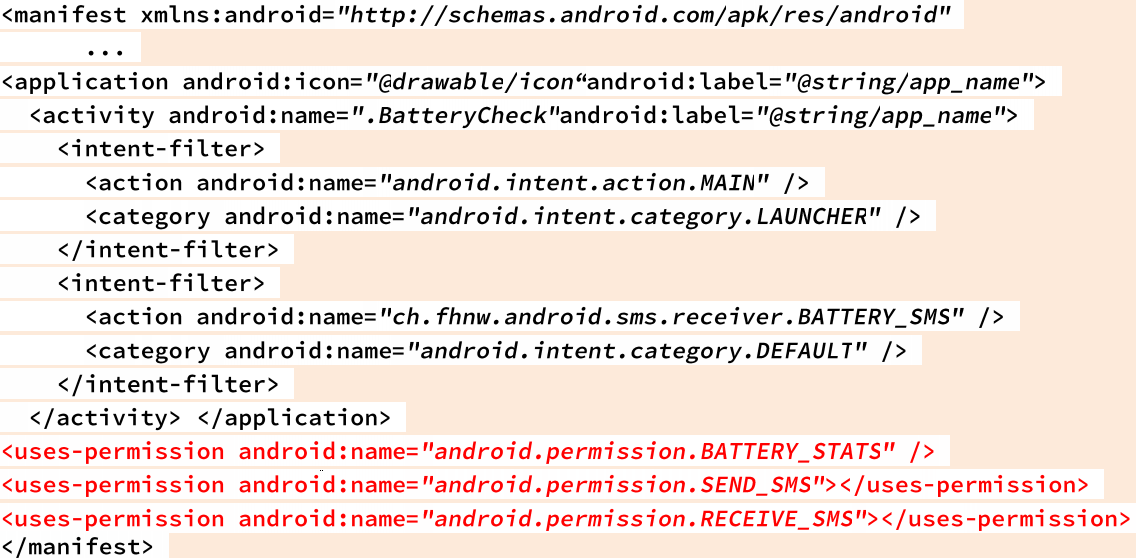 <manifest xmlns:android="http://schemas.android.com/apk/res/android"
...
<application android:icon="@drawable/icon“android:label="@string/app_name">
<activity android:name=".BatteryCheck"android:label="@string/app_name">
<intent-filter>
<action android:name="android.intent.action.MAIN" />
<category android:name="android.intent.category.LAUNCHER" />
</intent-filter>
<intent-filter>
<action android:name="ch.fhnw.android.sms.receiver.BATTERY_SMS" />
<category android:name="android.intent.category.DEFAULT" />
</intent-filter>
</activity> </application>
<uses-permission android:name="android.permission.BATTERY_STATS" />
<uses-permission android:name="android.permission.SEND_SMS"></uses-permission>
<uses-permission android:name="android.permission.RECEIVE_SMS"></uses-permission>
</manifest>